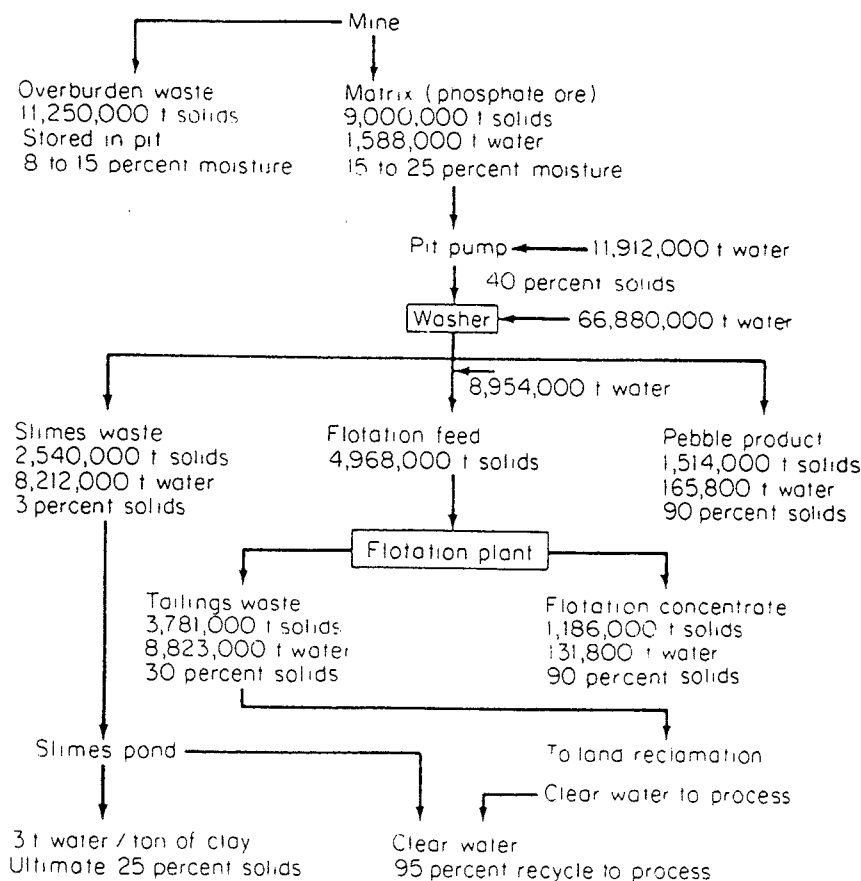 Mine
Overburden waste
11,250,000 t solids
Stored in pit
8 to 15 percent moisture
Matrix (phosphate ore)
9,000,000 t solids
1,588,000 t water
15 to 25 percent moisture
Pit pump
11,912,000 t water
40 percent solids
Washer
66,880,000 t water
8,954,000 t water
Slimes waste
2,540,000 t solids
8,212,000 t water
3 percent solids
Flotation feed
4,968,000 t solids
Pebble product
1,514,000 t solids
165,800 t water
90 percent solids
Flotation plant
Tailings waste
3,781,000 t solids
8,823,000 t water
30 percent solids
Flotation concentrate
1,186,000 t solids
131,800 t water
90 percent solids
Slimes pond
To land reclamation
Clear water to process
3 t water / ton of clay
Ultimate 25 percent solids
Clear water
95 percent recycle to process